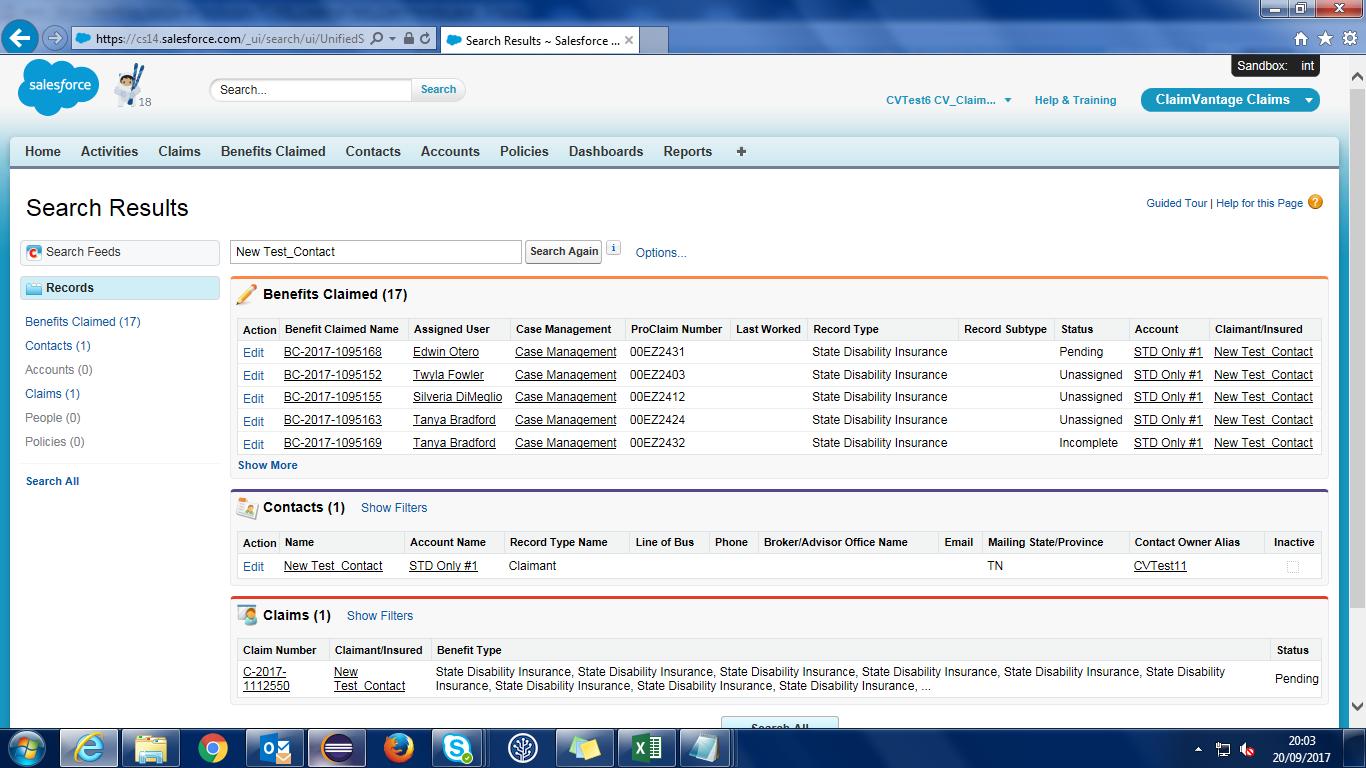 https://cs14.salesforce.com/_ui/search/ui/UnifiedS
Search Results ~ Salesforce ...
Sandbox: int
salesforce
18
Search...
Search
CVTest6 CV_Claim...
Help & Training
ClaimVantage Claims
Home Activities Claims Benefits Claimed Contacts Accounts Policies Dashboards Reports +
Search Results
Guided Tour | Help for this Page ?
Search Feeds
New Test_Contact
Search Again
i
Options...
Records
Benefits Claimed (17)
Contacts (1)
Accounts (0)
Claims (1)
People (0)
Policies (0)
Search All
Benefits Claimed (17)
Action Benefit Claimed Name Assigned User Case Management ProClaim Number Last Worked Record Type Record Subtype Status Account Claimant/Insured
Edit BC-2017-1095168 Edwin Otero Case Management 00EZ2431 State Disability Insurance Pending STD Only #1 New Test_Contact
Edit BC-2017-1095152 Twyla Fowler Case Management 00EZ2403 State Disability Insurance Unassigned STD Only #1 New Test_Contact
Edit BC-2017-1095155 Silveria DiMeglio Case Management 00EZ2412 State Disability Insurance Unassigned STD Only #1 New Test_Contact
Edit BC-2017-1095163 Tanya Bradford Case Management 00EZ2424 State Disability Insurance Unassigned STD Only #1 New Test_Contact
Edit BC-2017-1095169 Tanya Bradford Case Management 00EZ2432 State Disability Insurance Incomplete STD Only #1 New Test_Contact
Show More
Contacts (1) Show Filters
Action Name Account Name Record Type Name Line of Bus Phone Broker/Advisor Office Name Email Mailing State/Province Contact Owner Alias Inactive
Edit New Test_Contact STD Only #1 Claimant TN CVTest11
Claims (1) Show Filters
Claim Number Claimant/Insured Benefit Type Status
C-2017-1112550 New Test_Contact State Disability Insurance, State Disability Insurance, State Disability Insurance, State Disability Insurance, State Disability Insurance, State Disability
Insurance, State Disability Insurance, State Disability Insurance, State Disability Insurance, ... Pending
Search All
20:03
20/09/2017